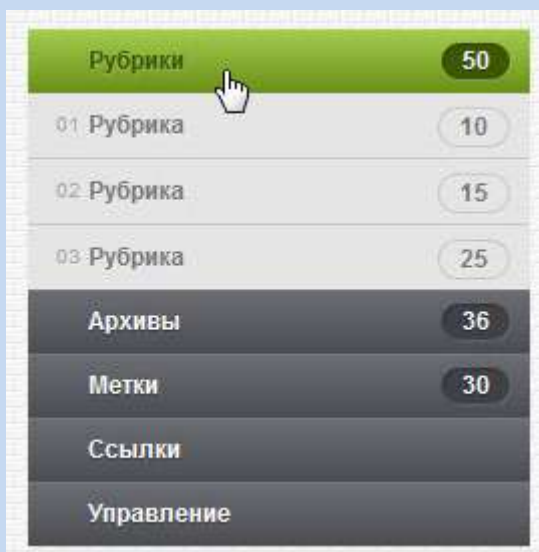 Рубрики 50
01 Рубрика 10
02 Рубрика 15
03 Рубрика 25
Архивы 36
Метки 30
Ссылки
Управление